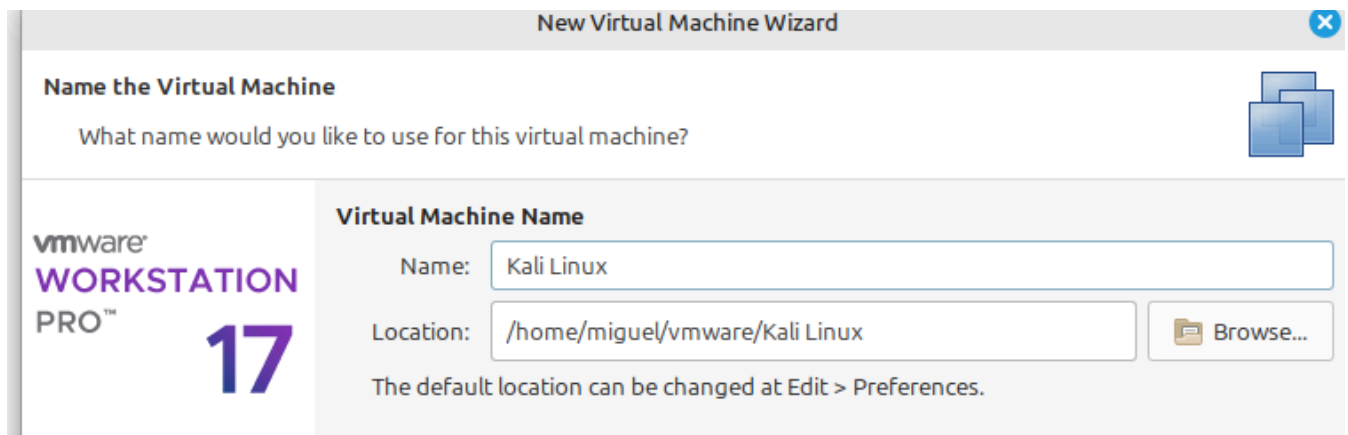 New Virtual Machine Wizard
Name the Virtual Machine
What name would you like to use for this virtual machine?
vmware®
WORKSTATION
PRO™
17
Virtual Machine Name
Name: Kali Linux
Location: /home/miguel/vmware/Kali Linux Browse...
The default location can be changed at Edit > Preferences.